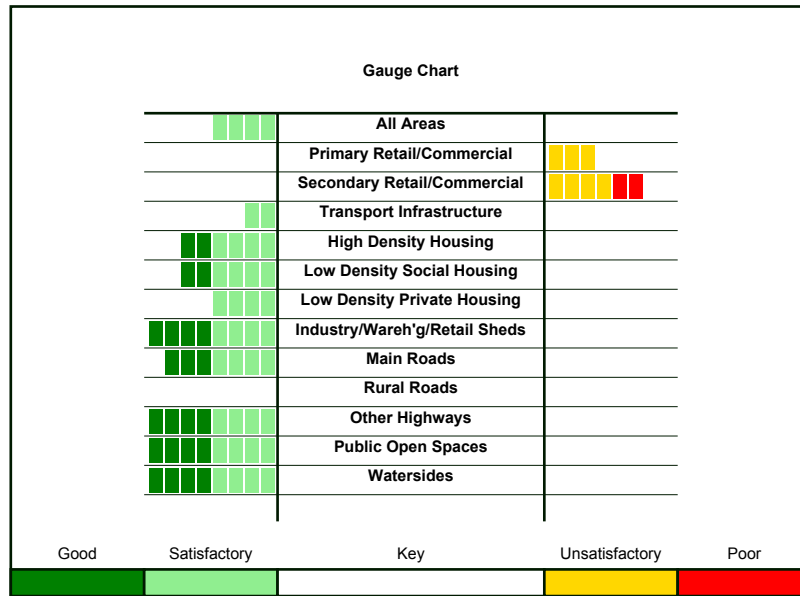 Gauge Chart
All Areas
Primary Retail/Commercial
Secondary Retail/Commercial
Transport Infrastructure
High Density Housing
Low Density Social Housing
Low Density Private Housing
Industry/Wareh'g/Retail Sheds
Main Roads
Rural Roads
Other Highways
Public Open Spaces
Watersides
Good Satisfactory Key Unsatisfactory Poor